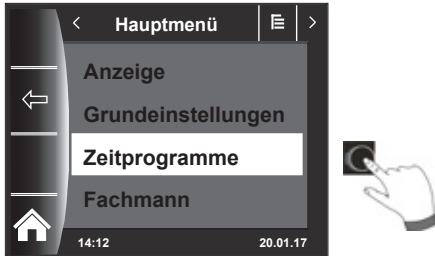 Hauptmenü
Anzeige
Grundeinstellungen
Zeitprogramme
Fachmann
14:12 20.01.17